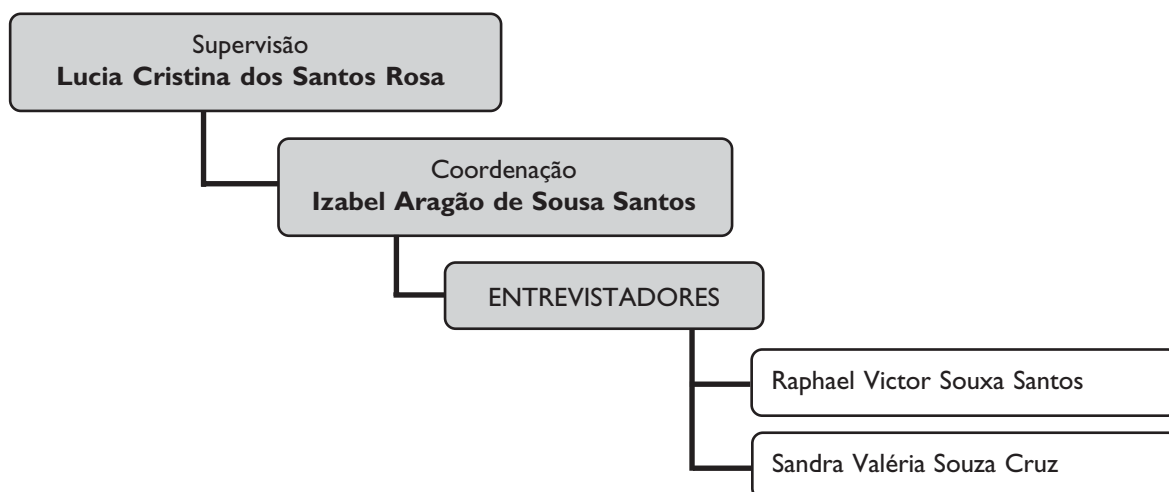 Supervisão
Lucia Cristina dos Santos Rosa
Coordenação
Izabel Aragão de Sousa Santos
ENTREVISTADORES
Raphael Victor Souxa Santos
Sandra Valéria Souza Cruz